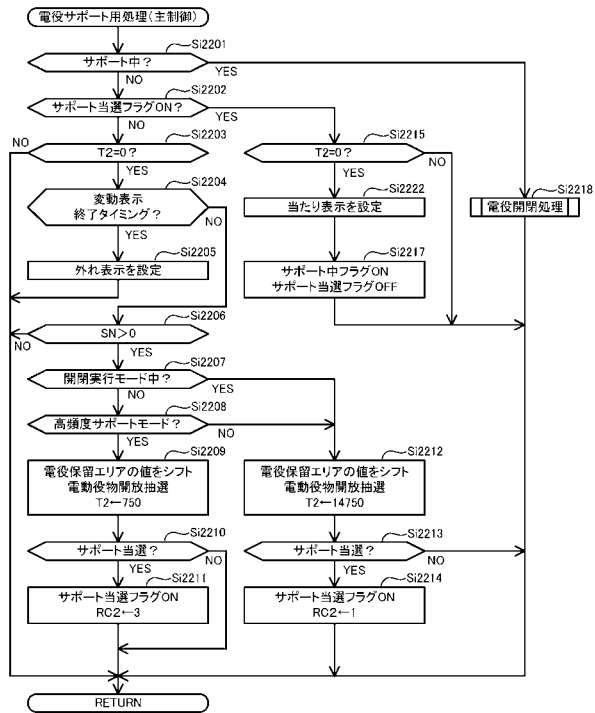 電役サポート用処理(主制御)
Si2201
サポート中?
YES
NO
Si2202
サポート当選フラグON?
YES
NO
NO
Si2203
T2=0?
YES
Si2215
T2=0?
NO
YES
Si2204
変動表示
終了タイミング?
NO
YES
Si2222
当たり表示を設定
Si2218
電役開閉処理
Si2205
外れ表示を設定
Si2217
サポート中フラグON
サポート当選フラグOFF
Si2206
SN>0
NO
YES
Si2207
開閉実行モード中?
YES
NO
Si2208
高頻度サポートモード?
NO
YES
Si2209
電役保留エリアの値をシフト
電動役物開放抽選
T2←750
Si2212
電役保留エリアの値をシフト
電動役物開放抽選
T2←14750
Si2210
サポート当選?
NO
YES
Si2213
サポート当選?
NO
YES
Si2211
サポート当選フラグON
RC2←3
Si2214
サポート当選フラグON
RC2←1
RETURN